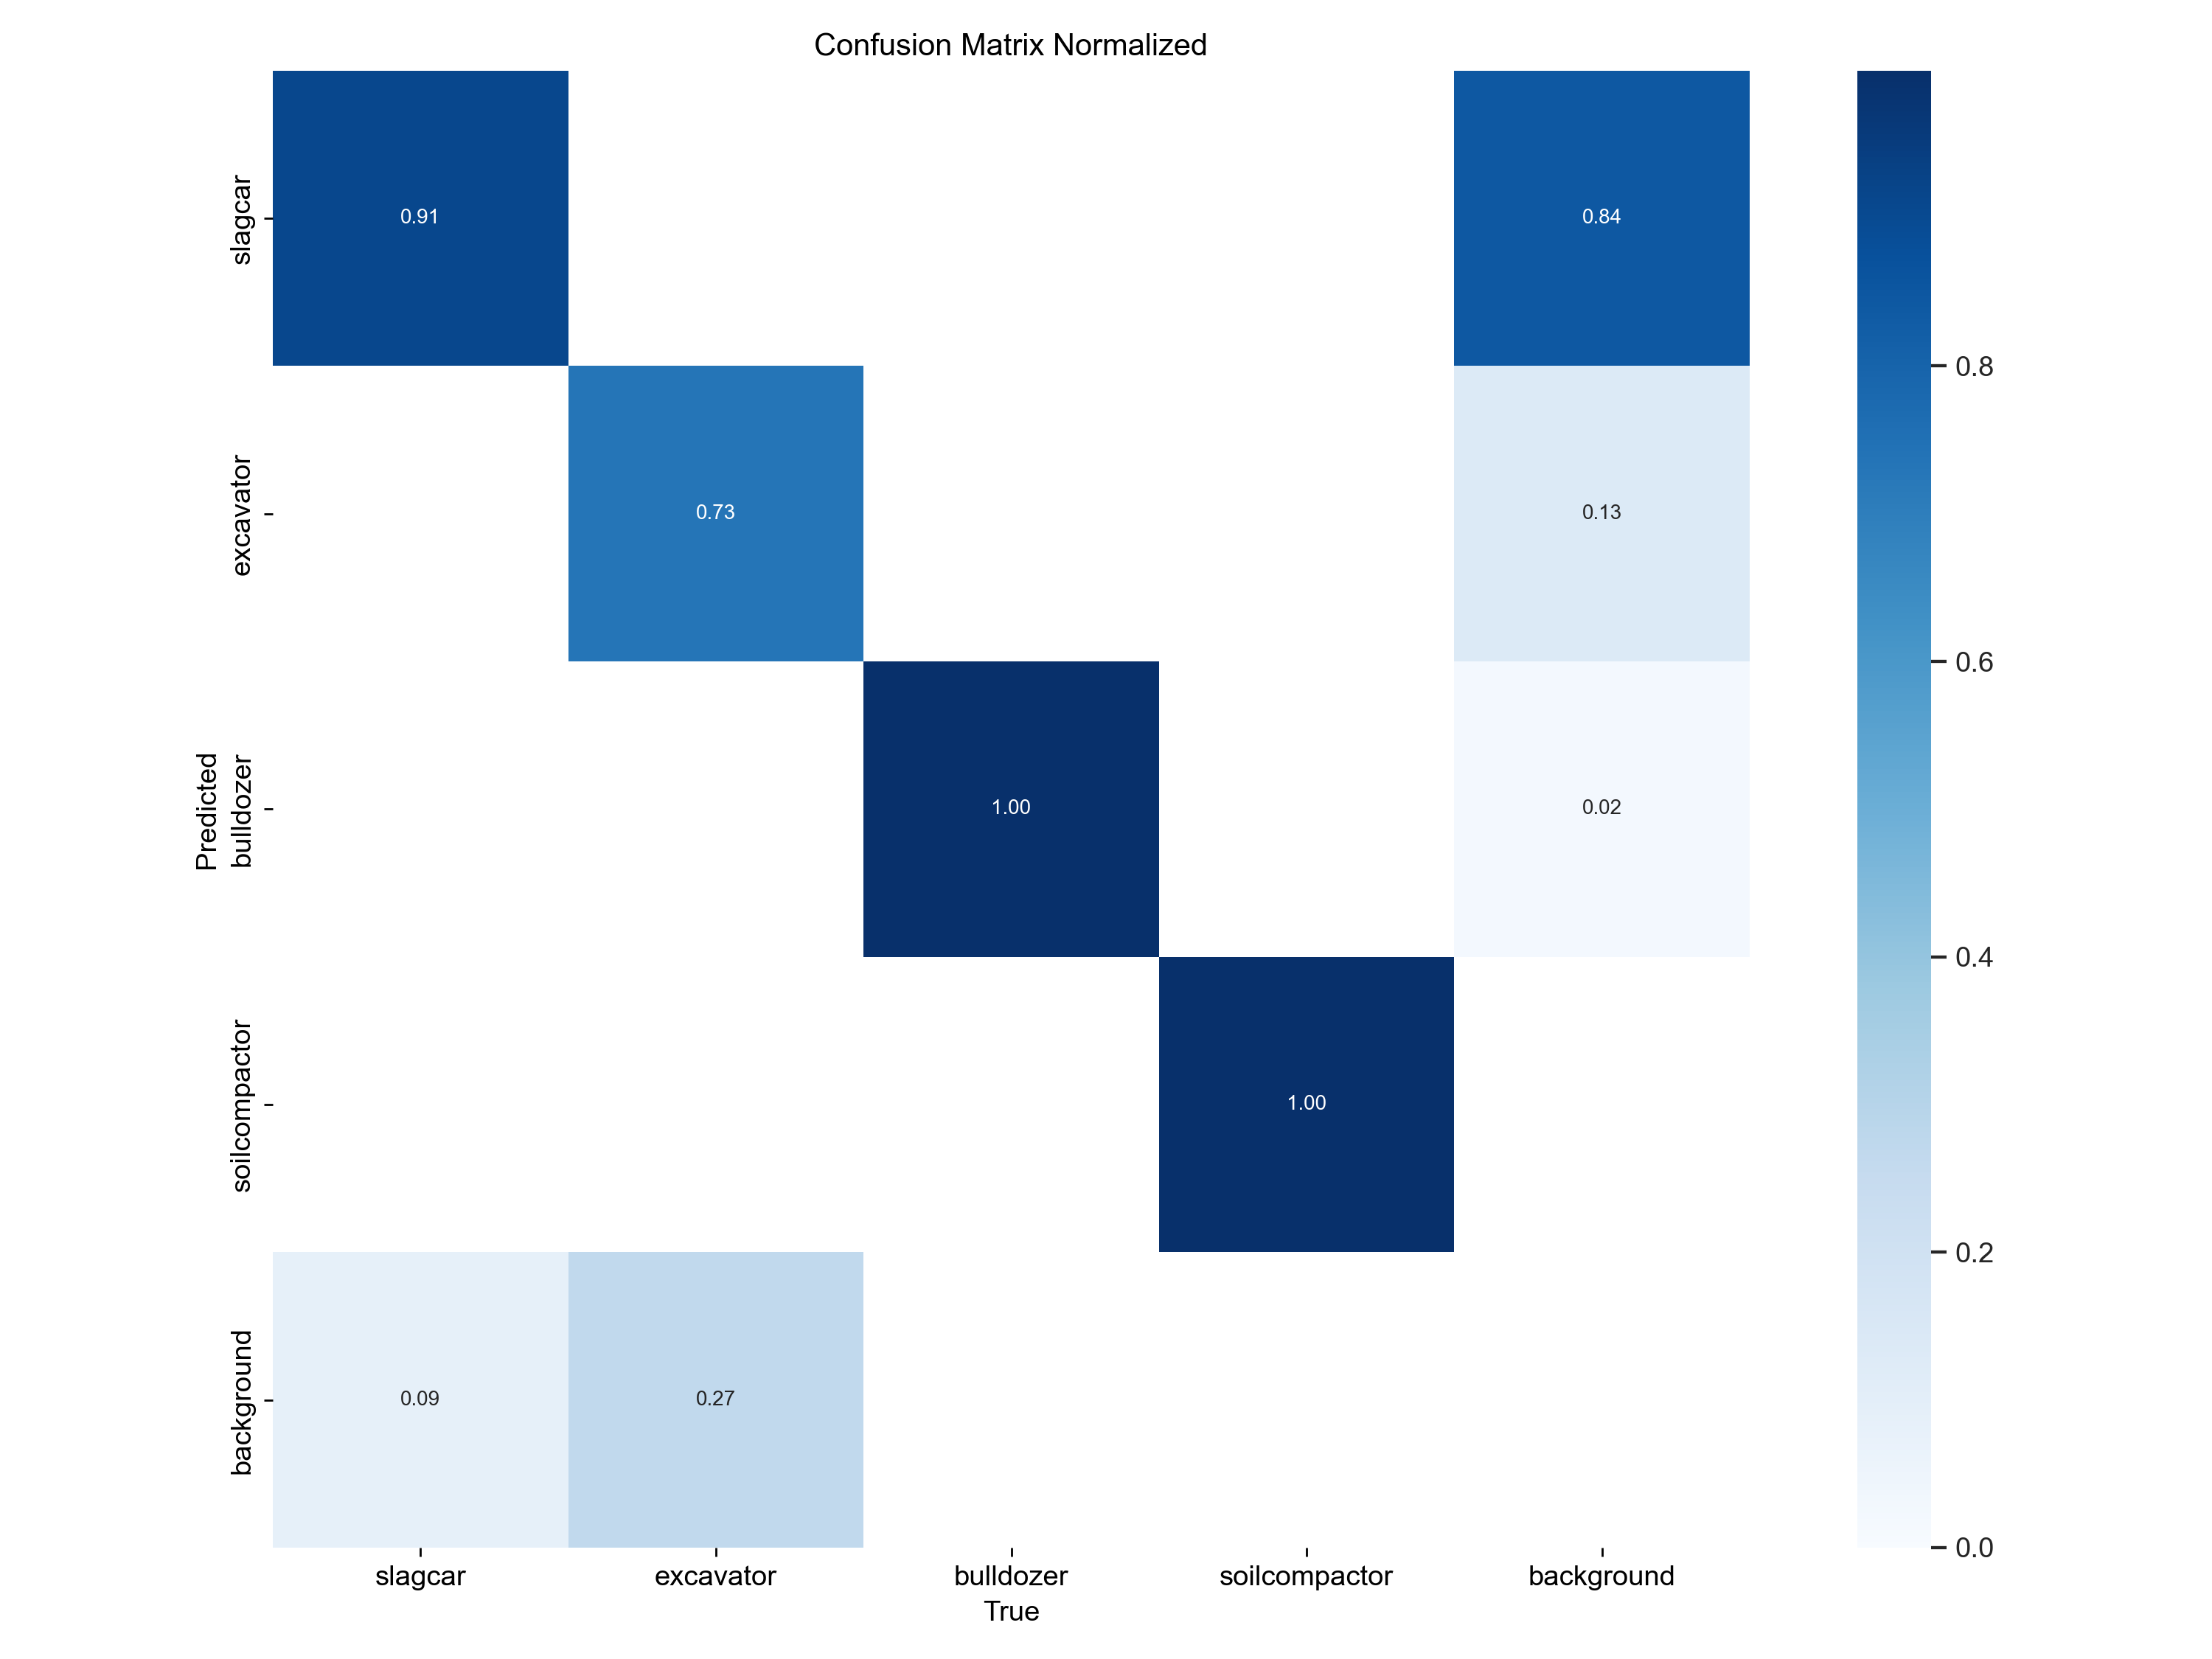 Confusion Matrix Normalized
slagcar
0.91
0.84
excavator
0.73
0.13
0.8
Predicted
bulldozer
1.00
0.02
0.6
soilcompactor
1.00
0.4
background
0.09
0.27
0.2
0.0
slagcar
excavator
bulldozer
soilcompactor
background
True